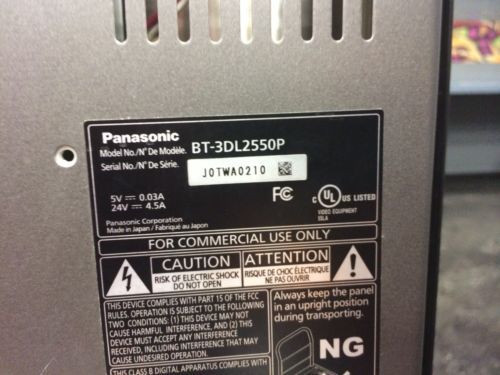 Panasonic
Model No./N° De Modèle. BT-3DL2550P
Serial No./N° De Série. J0TWA0210
5V ⎓ 0.03A
24V ⎓ 4.5A
FC
c UL US LISTED
VIDEO EQUIPMENT
Panasonic Corporation
Made in Japan / Fabriqué au Japon
FOR COMMERCIAL USE ONLY
CAUTION
RISK OF ELECTRIC SHOCK
DO NOT OPEN
ATTENTION
RISQUE DE CHOC ÉLECTRIQUE
NE PAS OUVRIR
THIS DEVICE COMPLIES WITH PART 15 OF THE FCC
RULES. OPERATION IS SUBJECT TO THE FOLLOWING
TWO CONDITIONS: (1) THIS DEVICE MAY NOT
CAUSE HARMFUL INTERFERENCE, AND (2) THIS
DEVICE MUST ACCEPT ANY INTERFERENCE
RECEIVED, INCLUDING INTERFERENCE THAT MAY
CAUSE UNDESIRED OPERATION.
THIS CLASS B DIGITAL APPARATUS COMPLIES WITH
Always keep the panel
in an upright position
during transporting.
NG